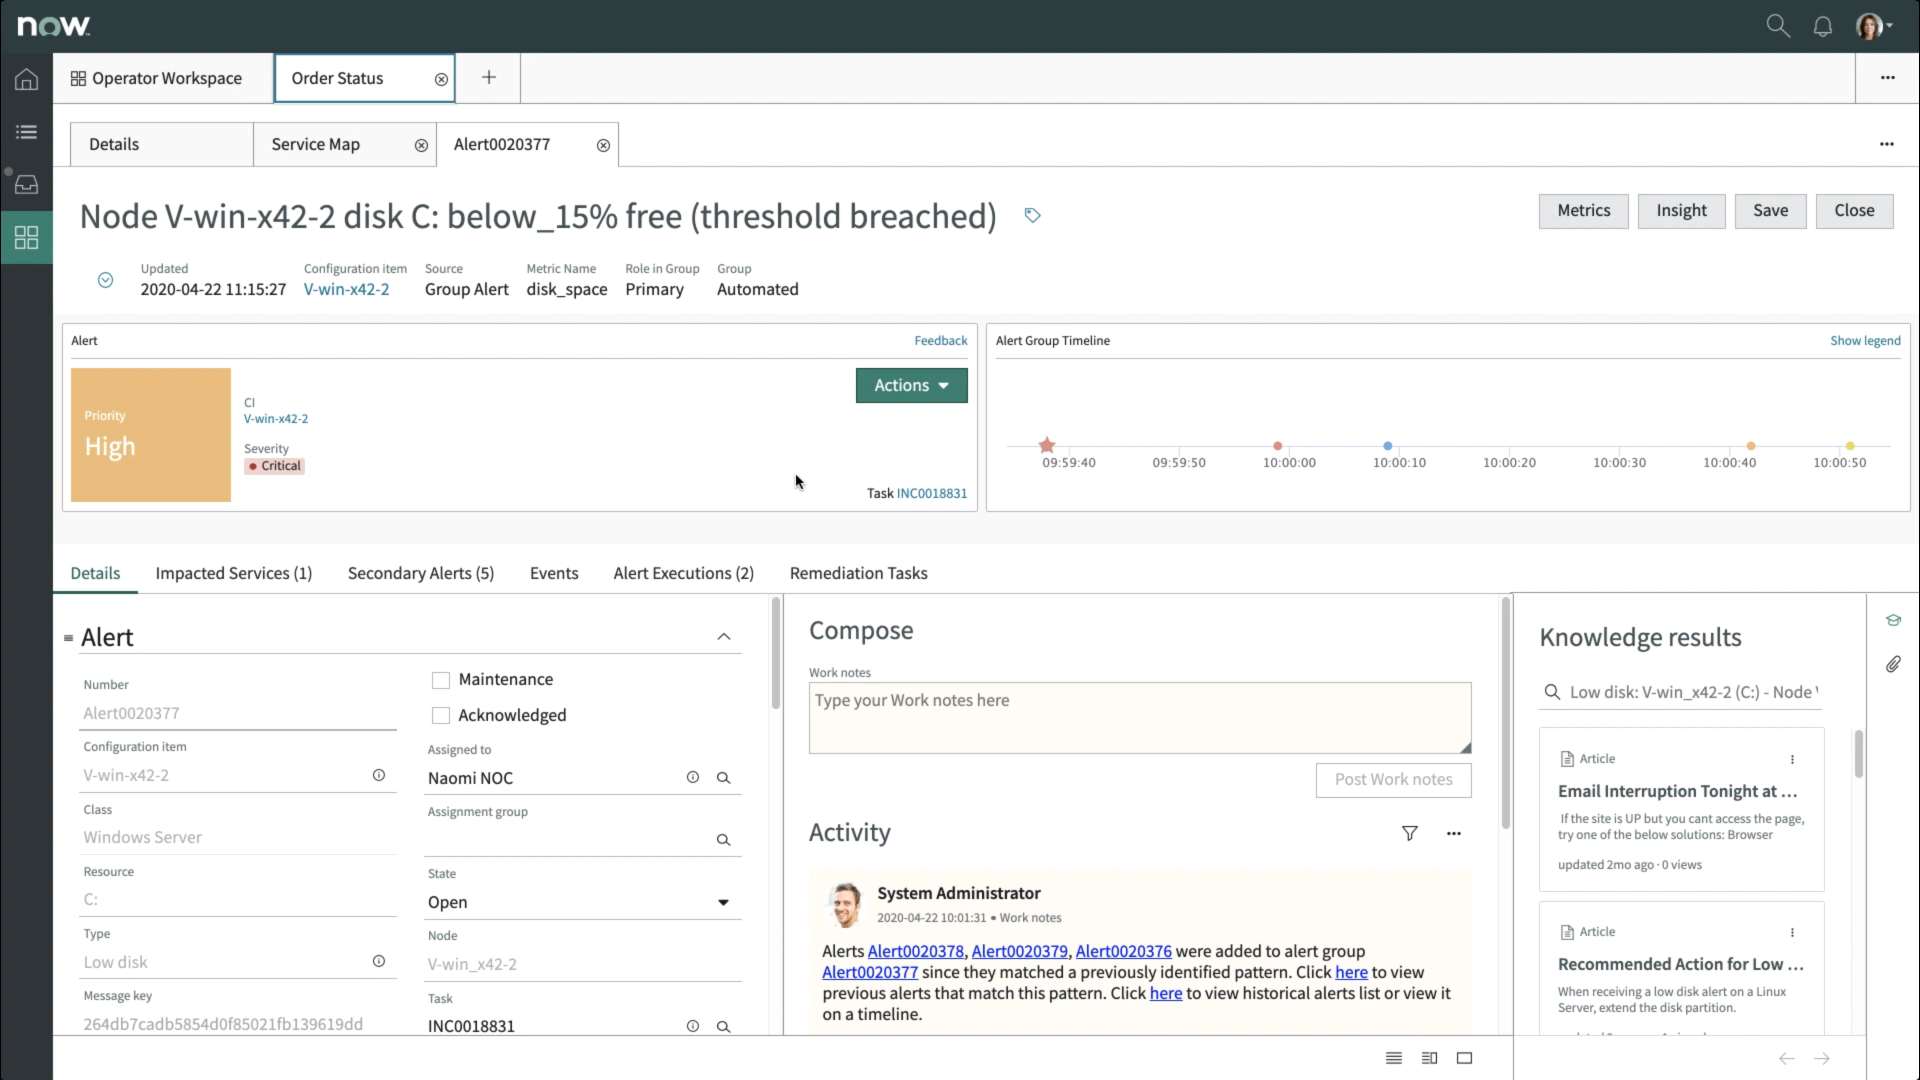 now
Operator Workspace
Order Status
Details
Service Map
Alert0020377
Node V-win-x42-2 disk C: below_15% free (threshold breached)
Metrics
Insight
Save
Close
Updated
2020-04-22 11:15:27
Configuration item
V-win-x42-2
Source
Group Alert
Metric Name
disk_space
Role in Group
Primary
Group
Automated
Alert
Feedback
Priority
High
CI
V-win-x42-2
Severity
Critical
Actions
Task INC0018831
Alert Group Timeline
Show legend
09:59:40 09:59:50 10:00:00 10:00:10 10:00:20 10:00:30 10:00:40 10:00:50
Details
Impacted Services (1)
Secondary Alerts (5)
Events
Alert Executions (2)
Remediation Tasks
Alert
Number
Alert0020377
Configuration item
V-win-x42-2
Class
Windows Server
Resource
C:
Type
Low disk
Message key
264db7cadb5854d0f85021fb139619dd
Maintenance
Acknowledged
Assigned to
Naomi NOC
Assignment group
State
Open
Node
V-win_x42-2
Task
INC0018831
Compose
Work notes
Type your Work notes here
Post Work notes
Activity
System Administrator
2020-04-22 10:01:31 • Work notes
Alerts Alert0020378, Alert0020379, Alert0020376 were added to alert group
Alert0020377 since they matched a previously identified pattern. Click here to view
previous alerts that match this pattern. Click here to view historical alerts list or view it
on a timeline.
Knowledge results
Low disk: V-win_x42-2 (C:) - Node
Article
Email Interruption Tonight at ...
If the site is UP but you cant access the page,
try one of the below solutions: Browser
updated 2mo ago · 0 views
Article
Recommended Action for Low ...
When receiving a low disk alert on a Linux
Server, extend the disk partition.